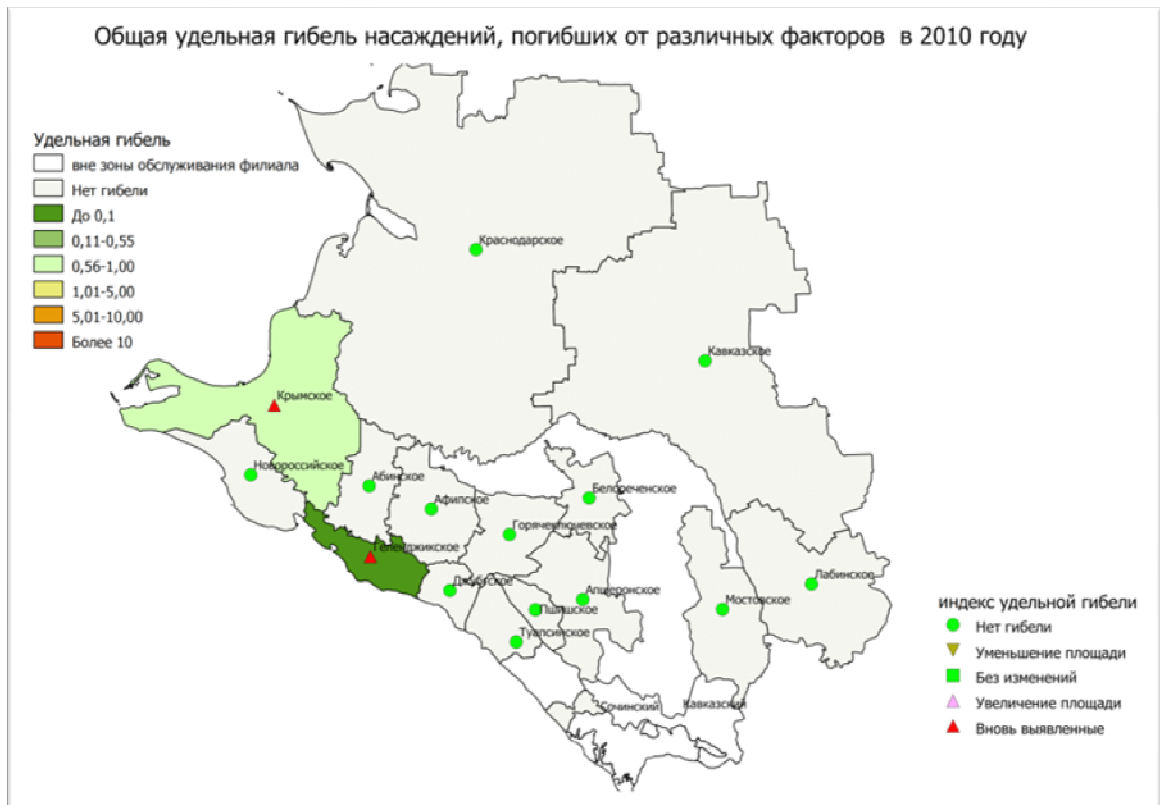 Общая удельная гибель насаждений, погибших от различных факторов в 2010 году
Удельная гибель
вне зоны обслуживания филиала
Нет гибели
До 0,1
0,11-0,55
0,56-1,00
1,01-5,00
5,01-10,00
Более 10
Краснодарское
Кавказское
Крымское
Новороссийское
Абинское
Афипское
Белореченское
Горячеключевское
Геленджикское
Джубгское
Апшеронское
Пшишское
Туапсинское
Мостовское
Лабинское
Сочинский
Кавказский
индекс удельной гибели
Нет гибели
Уменьшение площади
Без изменений
Увеличение площади
Вновь выявленные